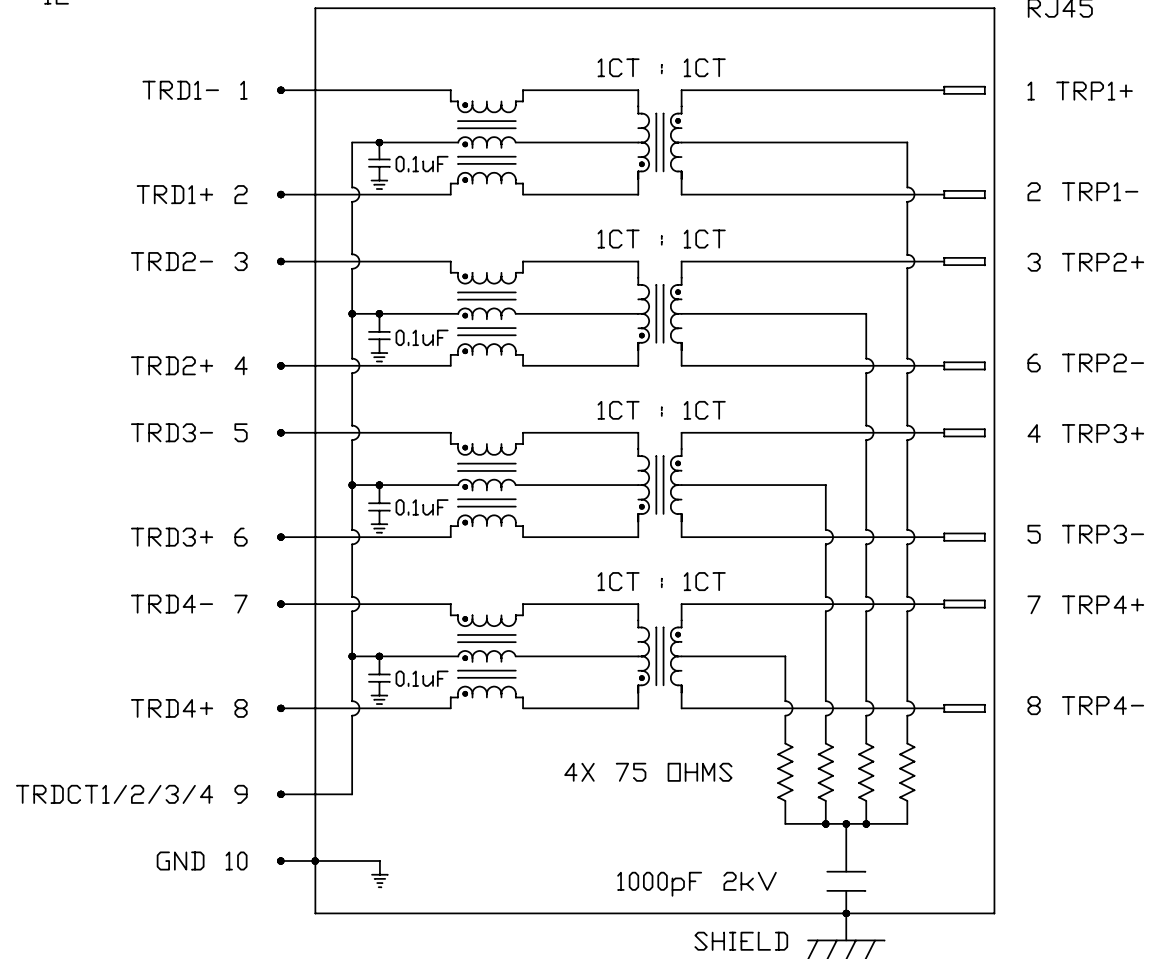 RJ45
1CT : 1CT
TRD1- 1
1 TRP1+
0.1uF
TRD1+ 2
2 TRP1-
1CT : 1CT
TRD2- 3
3 TRP2+
0.1uF
TRD2+ 4
6 TRP2-
1CT : 1CT
TRD3- 5
4 TRP3+
0.1uF
TRD3+ 6
5 TRP3-
1CT : 1CT
TRD4- 7
7 TRP4+
0.1uF
TRD4+ 8
8 TRP4-
4X 75 OHMS
TRDCT1/2/3/4 9
GND 10
1000pF 2kV
SHIELD